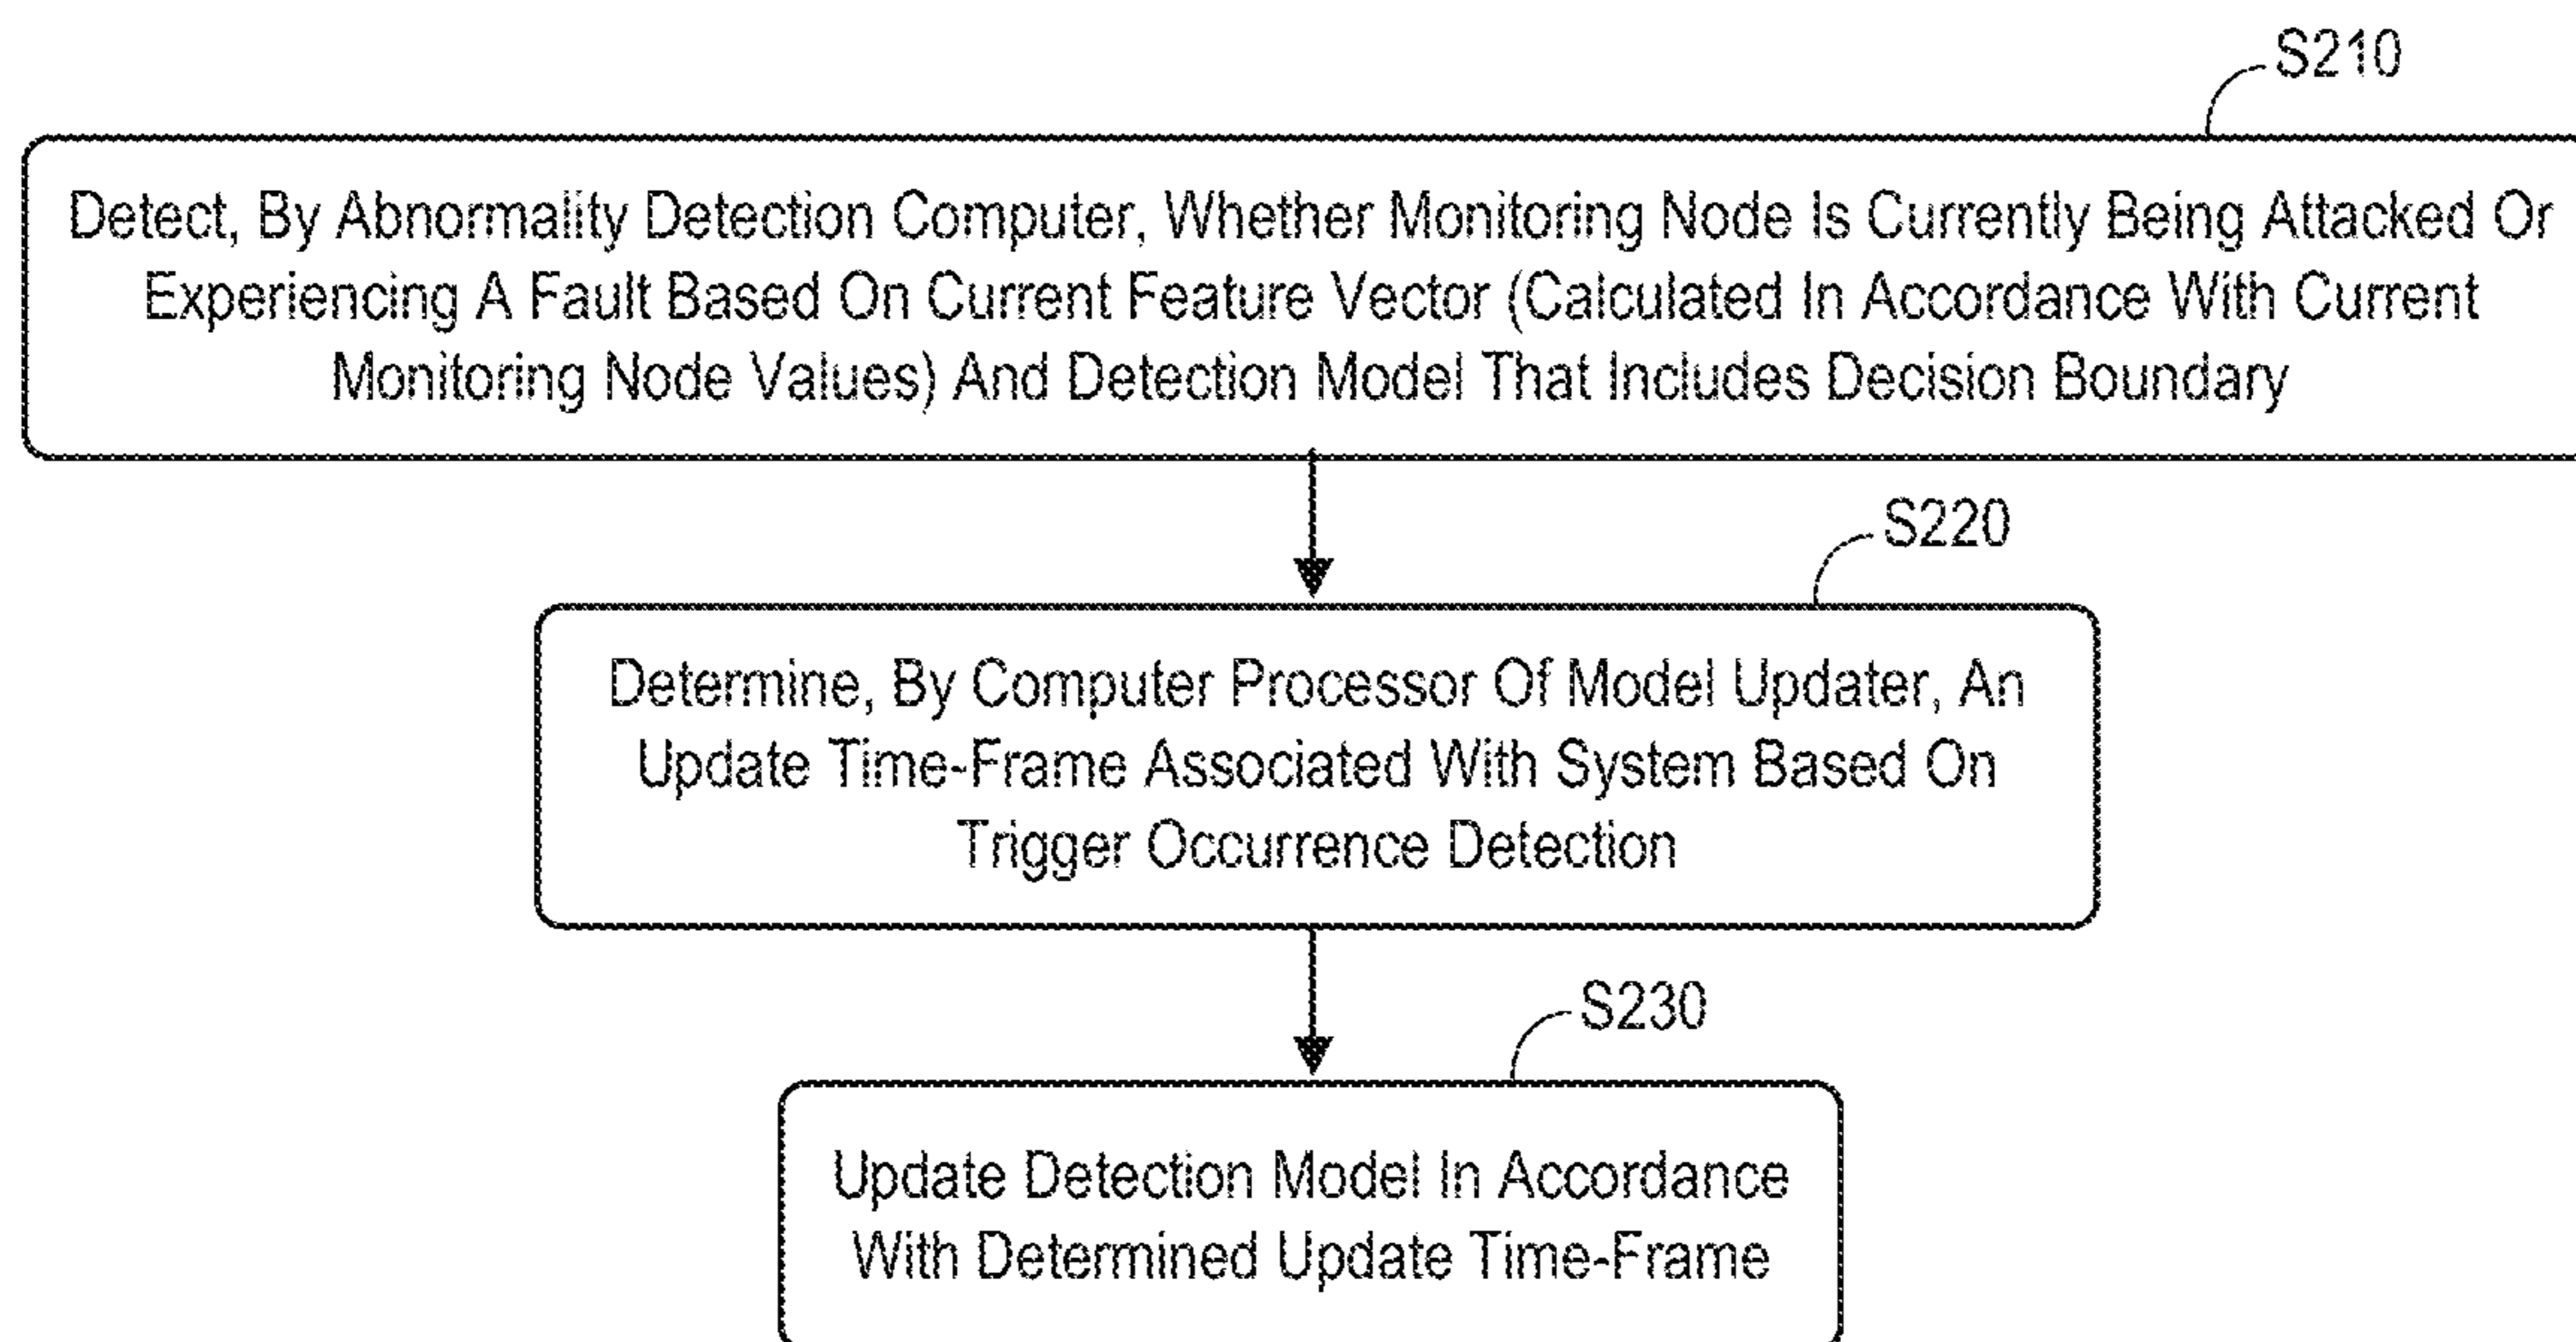 S210
Detect, By Abnormality Detection Computer, Whether Monitoring Node Is Currently Being Attacked Or
Experiencing A Fault Based On Current Feature Vector (Calculated In Accordance With Current
Monitoring Node Values) And Detection Model That Includes Decision Boundary
S220
Determine, By Computer Processor Of Model Updater, An
Update Time-Frame Associated With System Based On
Trigger Occurrence Detection
S230
Update Detection Model In Accordance
With Determined Update Time-Frame